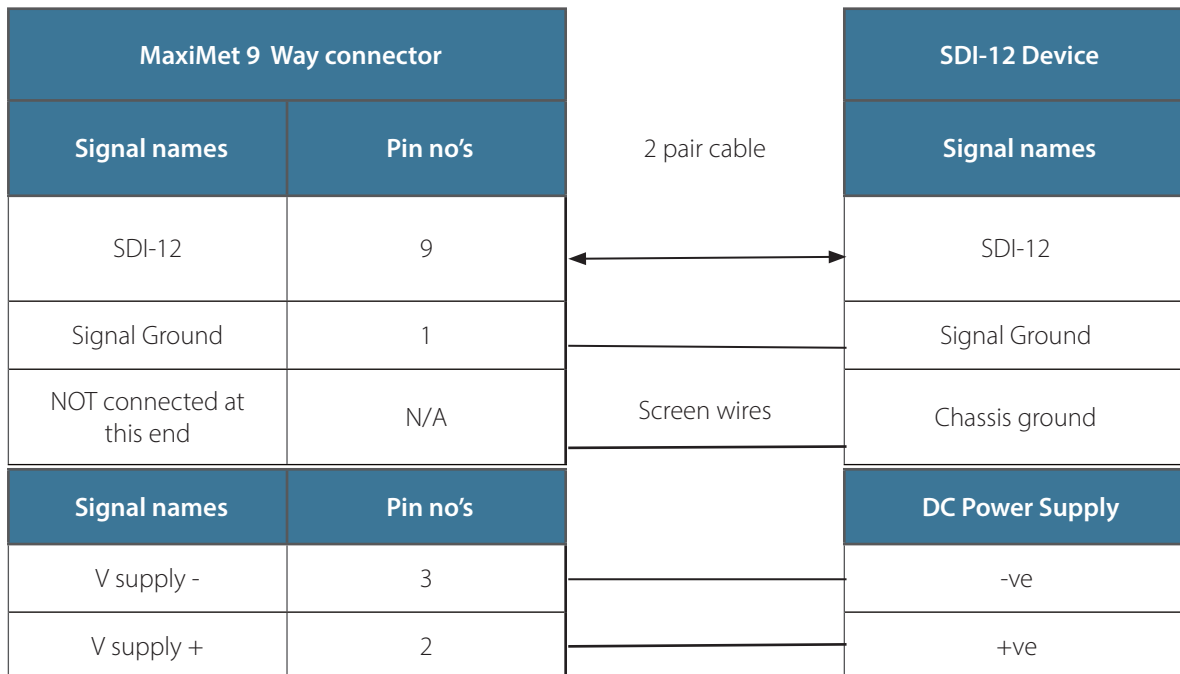 MaxiMet 9 Way connector
SDI-12 Device
Signal names
Pin no's
2 pair cable
Signal names
SDI-12
9
SDI-12
Signal Ground
1
Signal Ground
NOT connected at
this end
N/A
Screen wires
Chassis ground
Signal names
Pin no’s
DC Power Supply
V supply -
3
-ve
V supply +
2
+ve